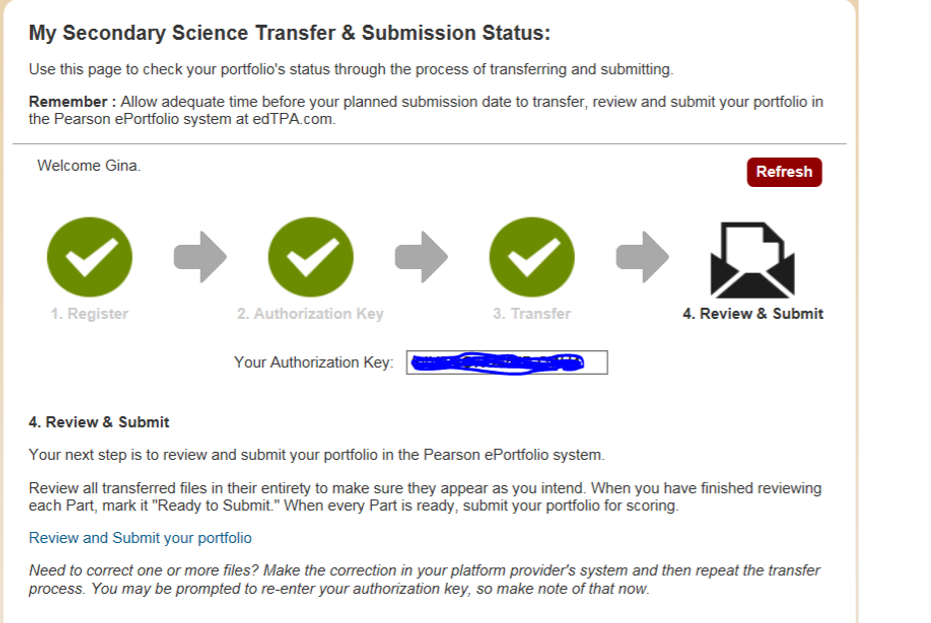 My Secondary Science Transfer & Submission Status:
Use this page to check your portfolio's status through the process of transferring and submitting.
Remember : Allow adequate time before your planned submission date to transfer, review and submit your portfolio in
the Pearson ePortfolio system at edTPA.com.
Welcome Gina.
Refresh
1. Register
2. Authorization Key
3. Transfer
4. Review & Submit
Your Authorization Key:
4. Review & Submit
Your next step is to review and submit your portfolio in the Pearson ePortfolio system.
Review all transferred files in their entirety to make sure they appear as you intend. When you have finished reviewing
each Part, mark it "Ready to Submit." When every Part is ready, submit your portfolio for scoring.
Review and Submit your portfolio
Need to correct one or more files? Make the correction in your platform provider's system and then repeat the transfer
process. You may be prompted to re-enter your authorization key, so make note of that now.